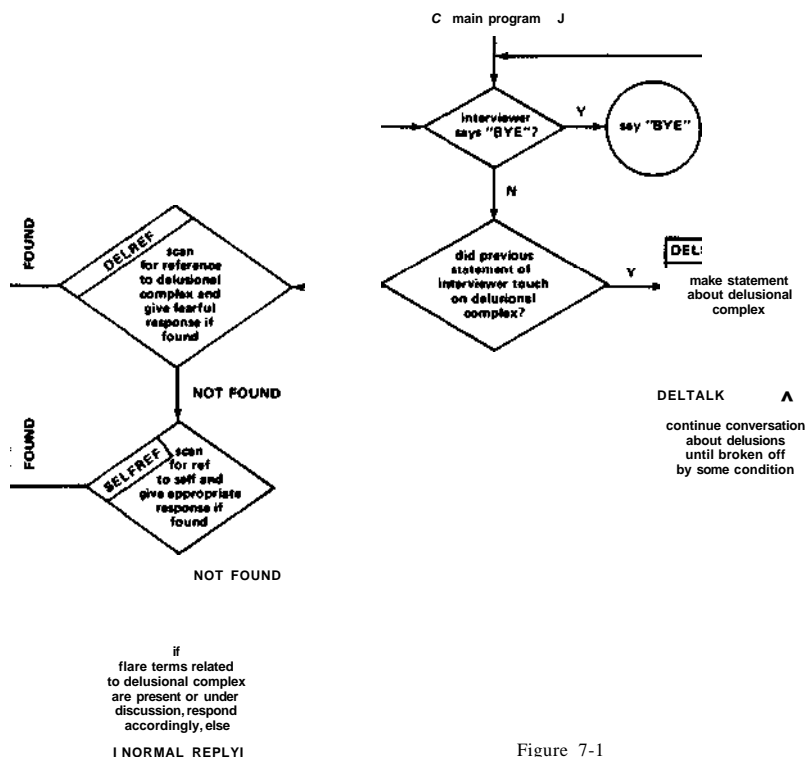 C main program J
interviewer
says "BYE"?
Y
say "BYE"
N
did previous
statement of
interviewer touch
on delusional
complex?
Y
DEL
make statement
about delusional
complex
DELTALK ʌ
continue conversation
about delusions
until broken off
by some condition
FOUND
DELREF
scan
for reference
to delusional
complex and
give fearful
response if
found
NOT FOUND
FOUND
SELFREF
scan
for ref
to self and
give appropriate
response if
found
NOT FOUND
if
flare terms related
to delusional complex
are present or under
discussion, respond
accordingly, else
I NORMAL REPLYI
Figure 7-1